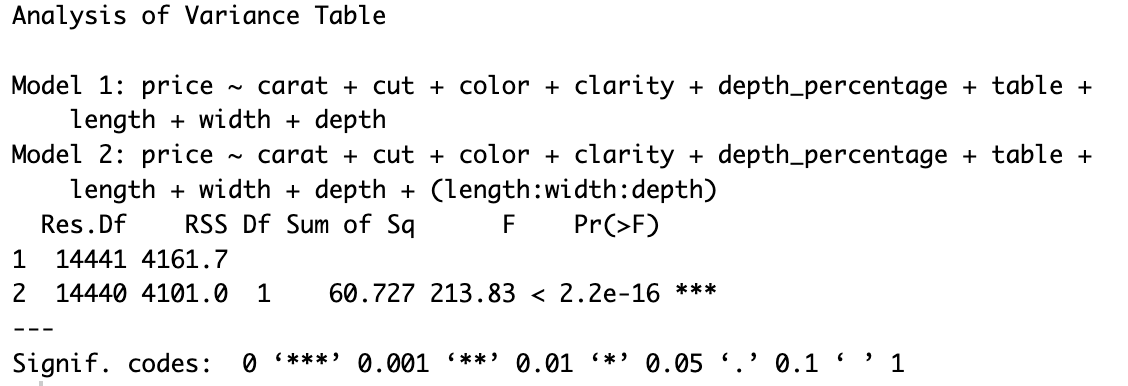 Analysis of Variance Table
Model 1: price ~ carat + cut + color + clarity + depth_percentage + table +
    length + width + depth
Model 2: price ~ carat + cut + color + clarity + depth_percentage + table +
    length + width + depth + (length:width:depth)
  Res.Df    RSS Df Sum of Sq      F    Pr(>F)
1  14441 4161.7
2  14440 4101.0  1    60.727 213.83 < 2.2e-16 ***
---
Signif. codes:  0 ‘***’ 0.001 ‘**’ 0.01 ‘*’ 0.05 ‘.’ 0.1 ‘ ’ 1